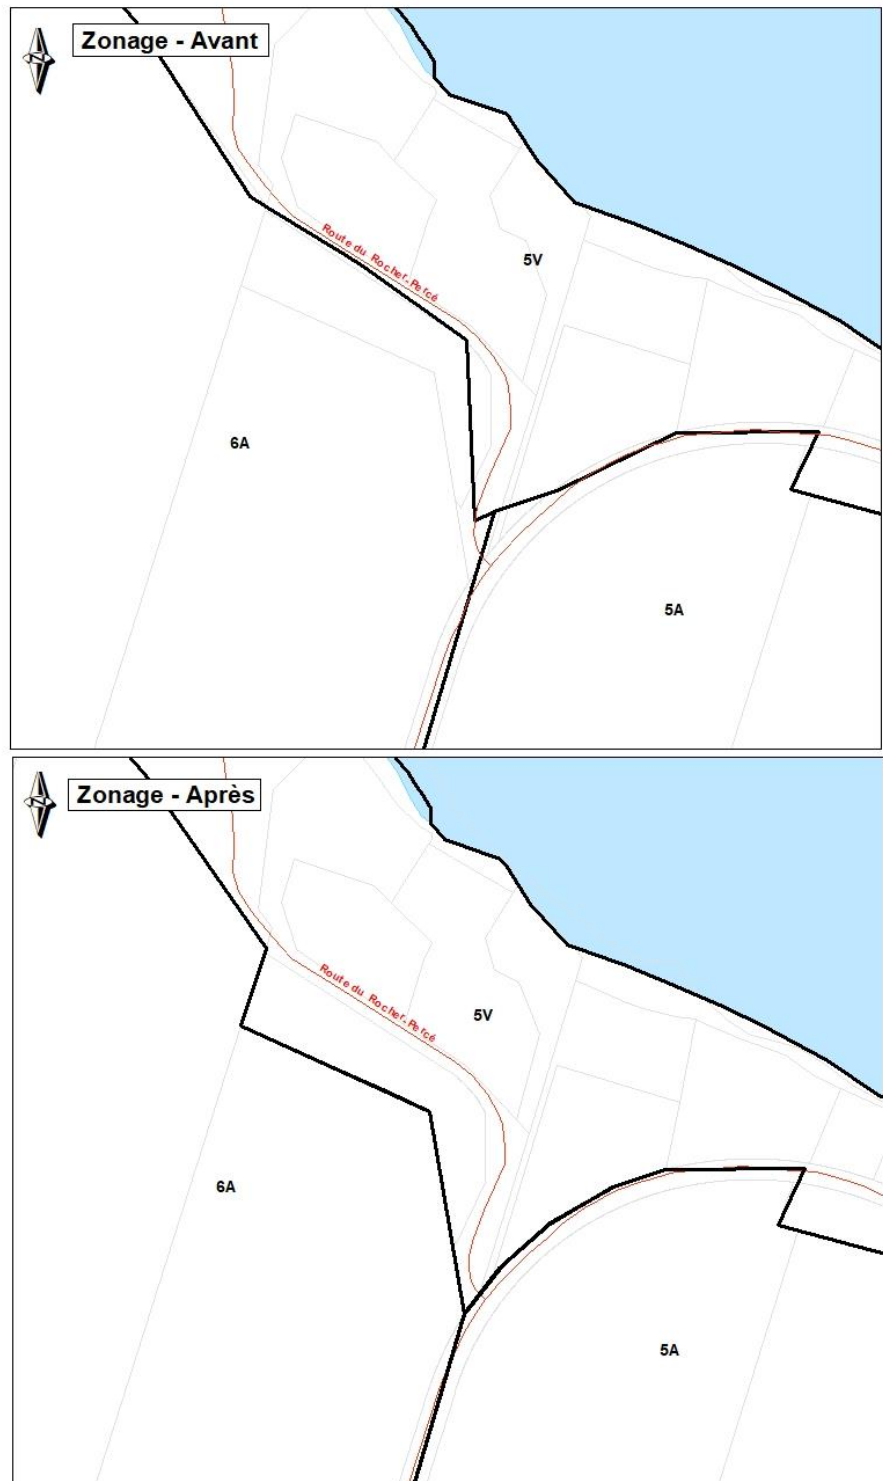 Zonage - Avant
N
Route du Rocher-Percé
5V
6A
5A
Zonage - Après
N
Route du Rocher-Percé
5V
6A
5A